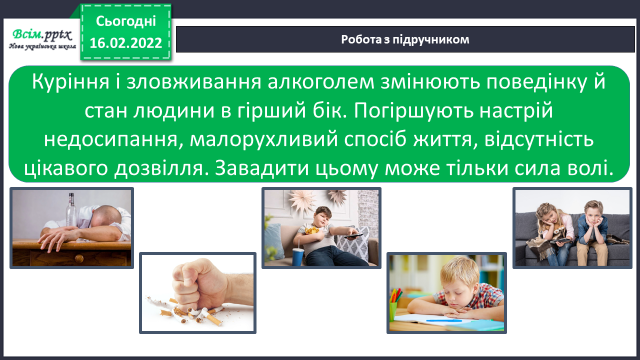 Всім.pptx
Нова українська школа
Сьогодні
16.02.2022
Робота з підручником
Куріння і зловживання алкоголем змінюють поведінку й
стан людини в гірший бік. Погіршують настрій
недосипання, малорухливий спосіб життя, відсутність
цікавого дозвілля. Завадити цьому може тільки сила волі.